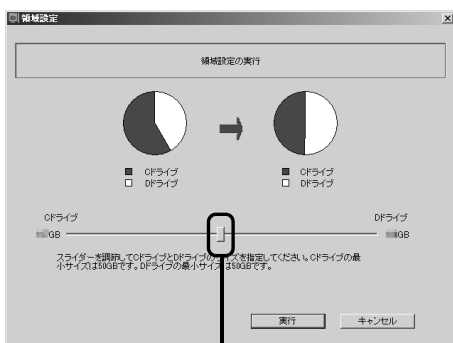 領域設定
領域設定の実行
Cドライブ
Dドライブ
Cドライブ
Dドライブ
Cドライブ
Dドライブ
GB
GB
スライダーを調節してCドライブとDドライブのサイズを指定してください。Cドライブの最
小サイズは50GBです。Dドライブの最小サイズは50GBです。
実行
キャンセル